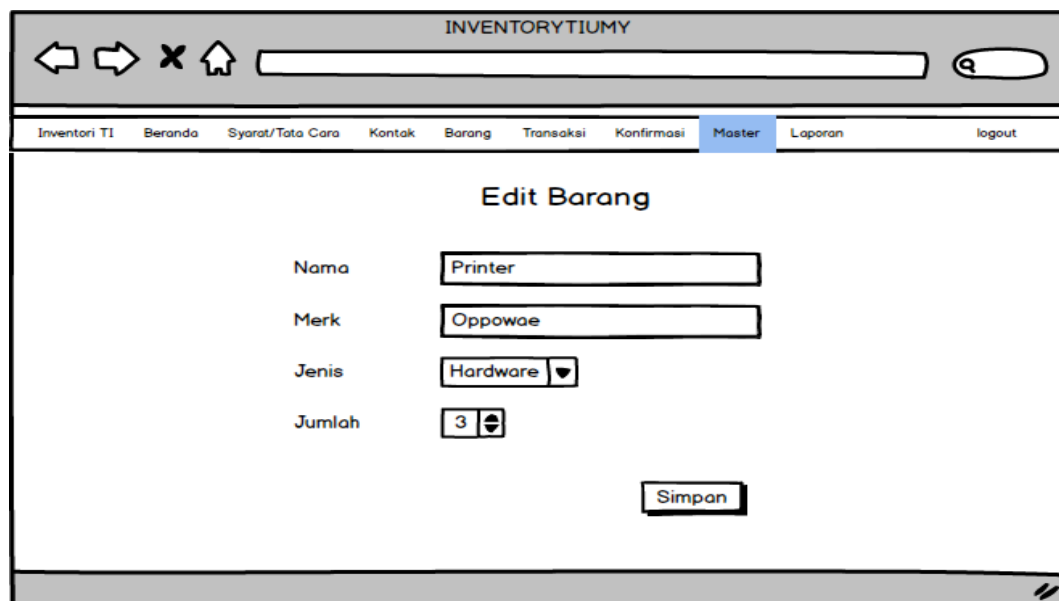 INVENTORYTIUMY
Inventori TI Beranda Syarat/Tata Cara Kontak Barang Transaksi Konfirmasi Master Laporan logout
Edit Barang
Nama Printer
Merk Oppowae
Jenis Hardware
Jumlah 3
Simpan